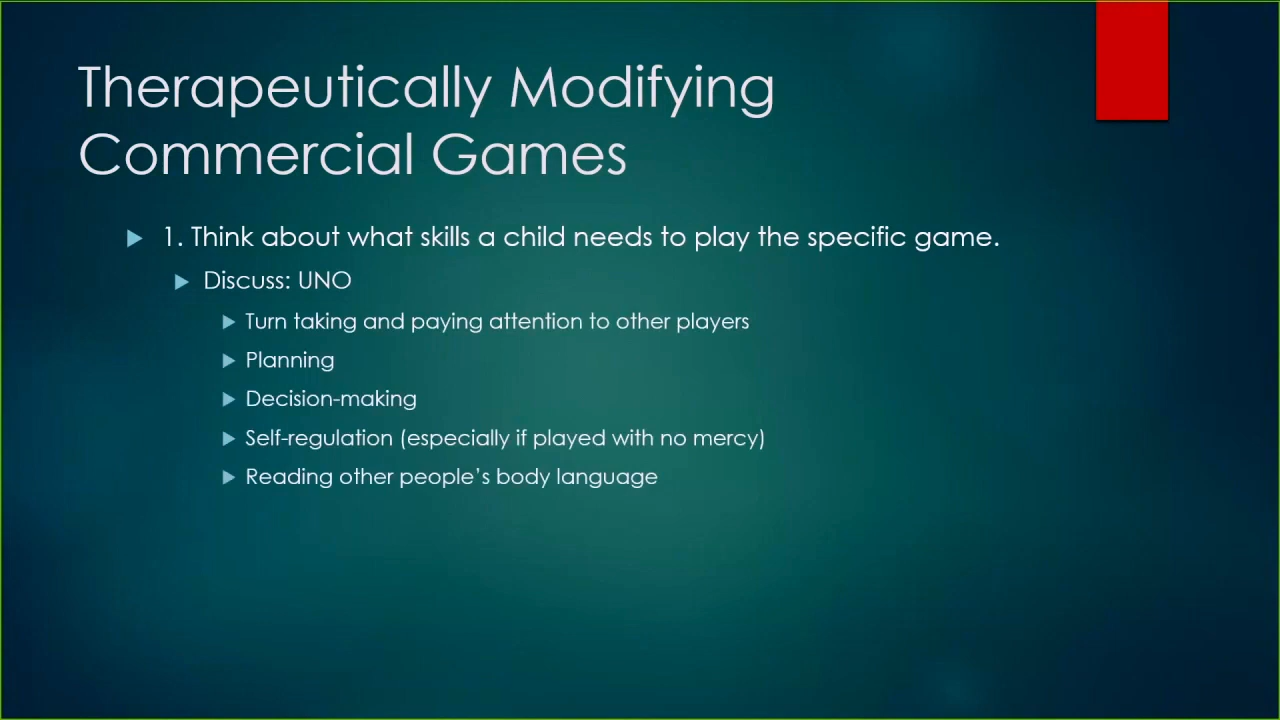 Therapeutically Modifying
Commercial Games
1. Think about what skills a child needs to play the specific game.
Discuss: UNO
Turn taking and paying attention to other players
Planning
Decision-making
Self-regulation (especially if played with no mercy)
Reading other people’s body language